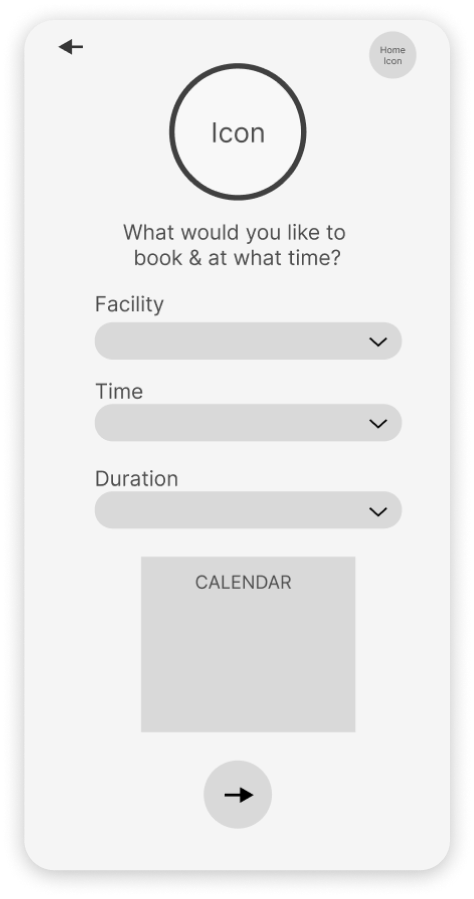 Home
Icon
Icon
What would you like to
book & at what time?
Facility
Time
Duration
CALENDAR